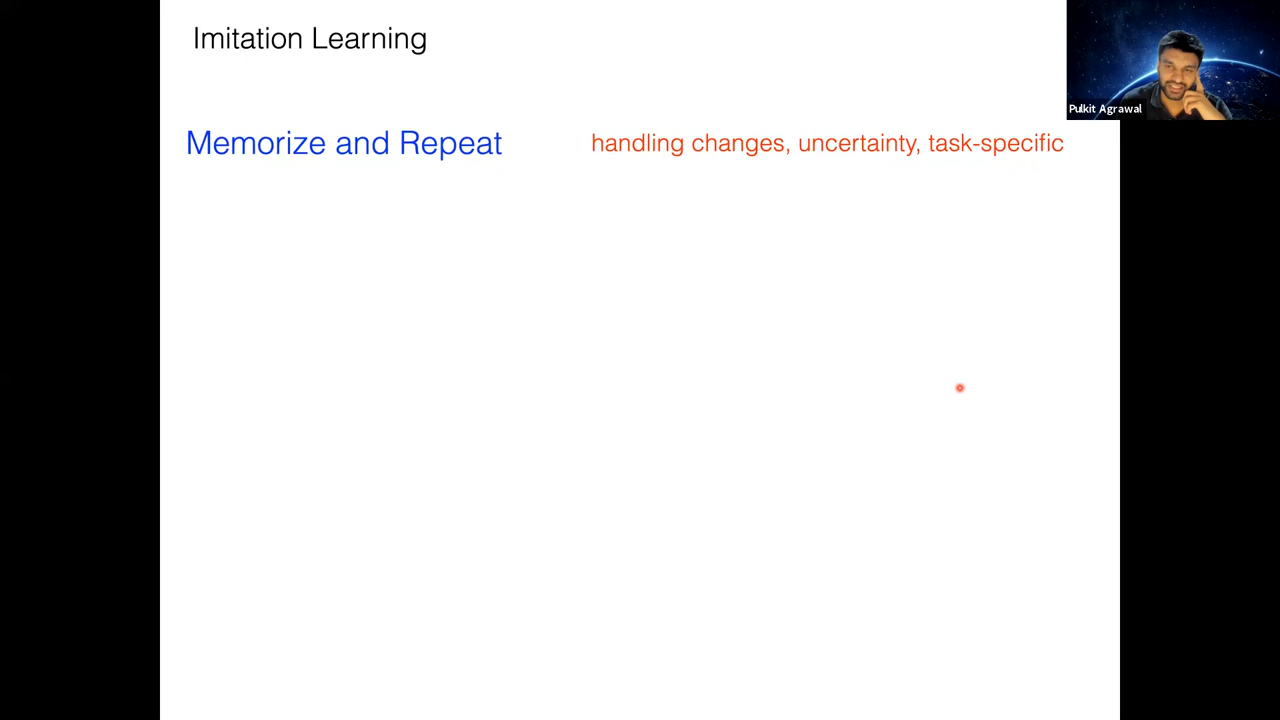 Imitation Learning
Pulkit Agrawal
Memorize and Repeat
handling changes, uncertainty, task-specific